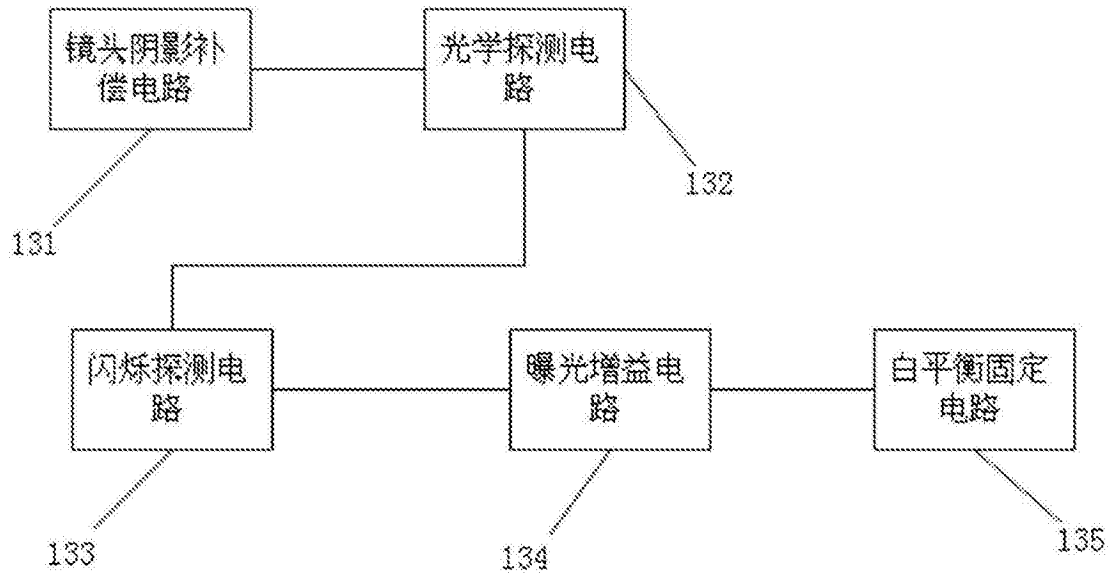 镜头阴影补
偿电路
光学探测电
路
132
131
闪烁探测电
路
曝光增益电
路
白平衡固定
电路
133
134
135